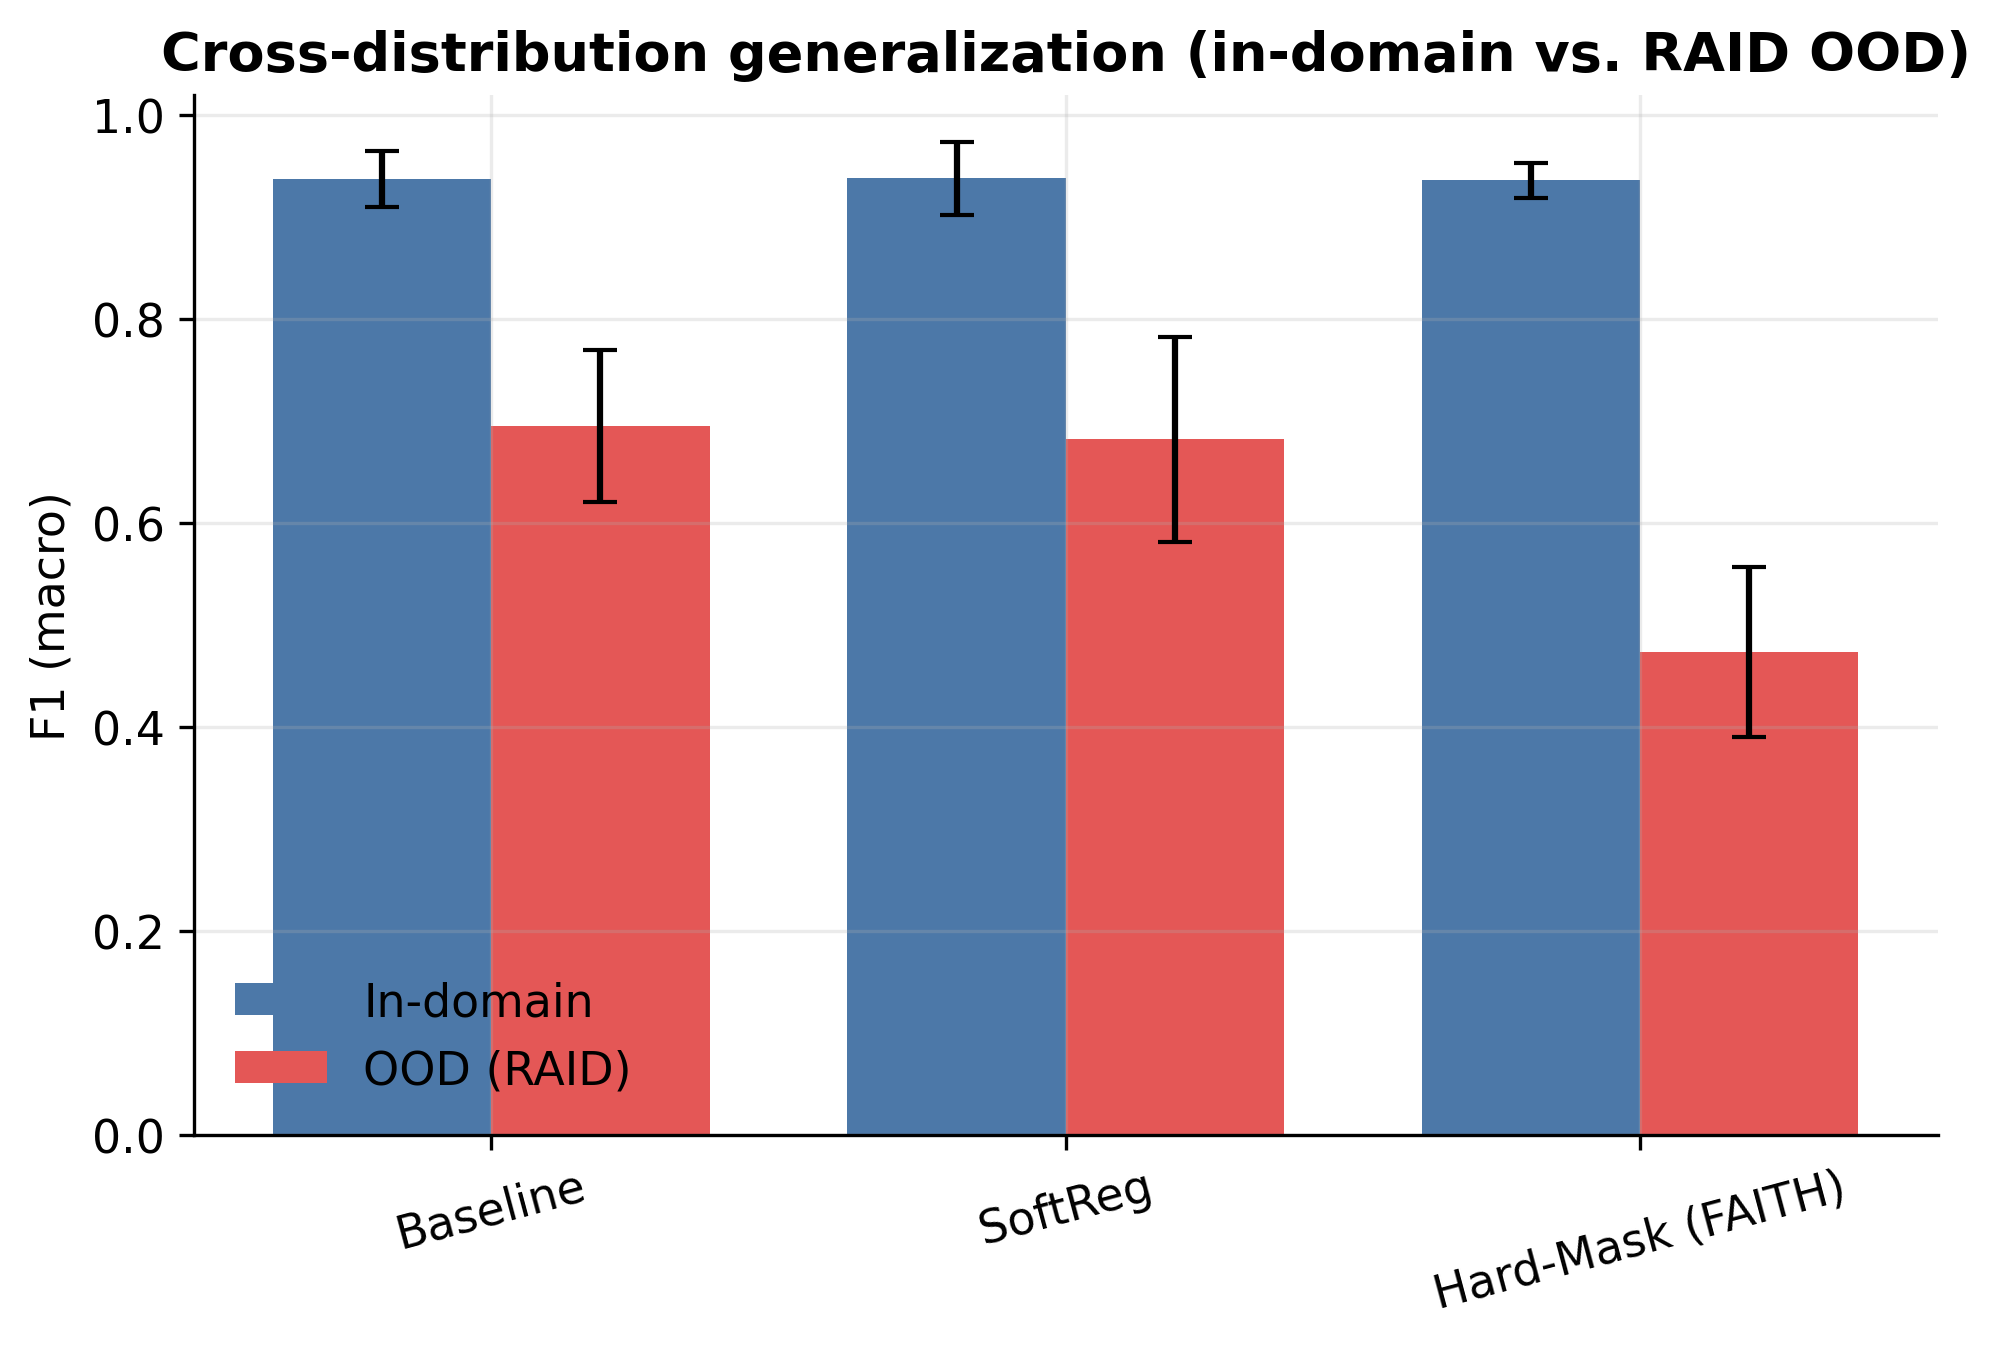 Cross-distribution generalization (in-domain vs. RAID OOD)
F1 (macro)
1.0
0.8
0.6
0.4
0.2
0.0
In-domain
OOD (RAID)
Baseline
SoftReg
Hard-Mask (FAITH)